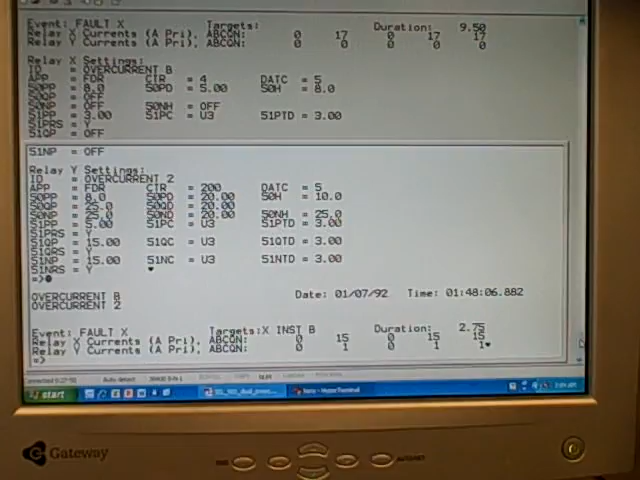 Event: FAULT X Targets: Duration: 9.50
Relay X Currents (A Pri), ABCQN: 0 17 0 17 17
Relay Y Currents (A Pri), ABCQN: 0 0 0 0 0
Relay X Settings:
ID = OVERCURRENT B
APP = FDR CTR = 4 DATC = 5
50PP = 8.0 50PD = 5.00 50H = 8.0
50QP = OFF
50NP = OFF 50NH = OFF
51PP = 3.00 51PC = U3 51PTD = 3.00
51PRS = Y
51QP = OFF
51NP = OFF
Relay Y Settings:
ID = OVERCURRENT 2
APP = FDR CTR = 200 DATC = 5
50PP = 8.0 50PD = 20.00 50H = 10.0
50QP = 25.0 50QD = 20.00
50NP = 25.0 50ND = 20.00 50NH = 25.0
51PP = 5.00 51PC = U3 51PTD = 3.00
51PRS = Y
51QP = 15.00 51QC = U3 51QTD = 3.00
51QRS = Y
51NP = 15.00 51NC = U3 51NTD = 3.00
51NRS = Y ♥
=>
OVERCURRENT B Date: 01/07/92 Time: 01:48:06.882
OVERCURRENT 2
Event: FAULT X Targets:X INST B Duration: 2.75
Relay X Currents (A Pri), ABCQN: 0 15 0 15 15
Relay Y Currents (A Pri), ABCQN: 0 1 0 1 1♥
=>
Auto detect NUM
start HyperTerminal
Gateway